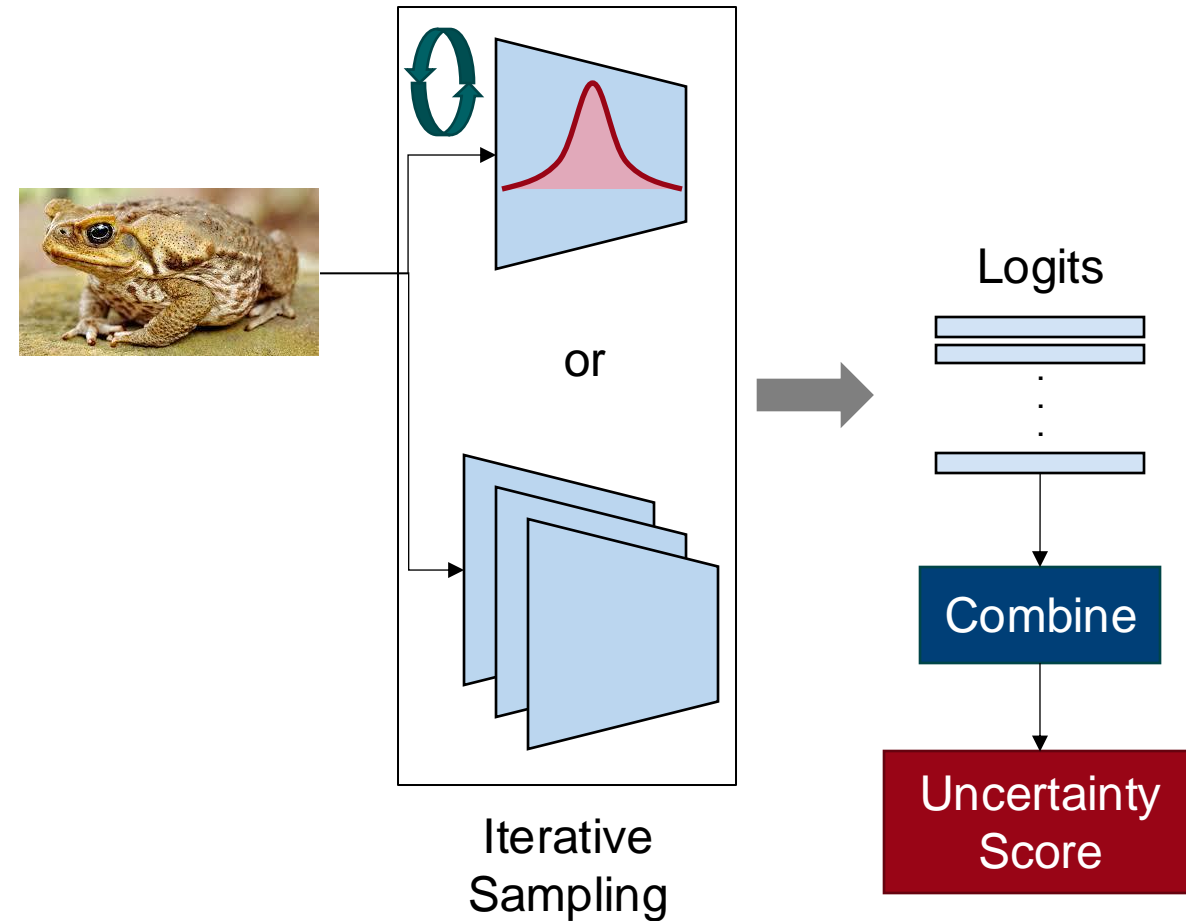 or
Iterative
Sampling
Logits
Combine
Uncertainty
Score